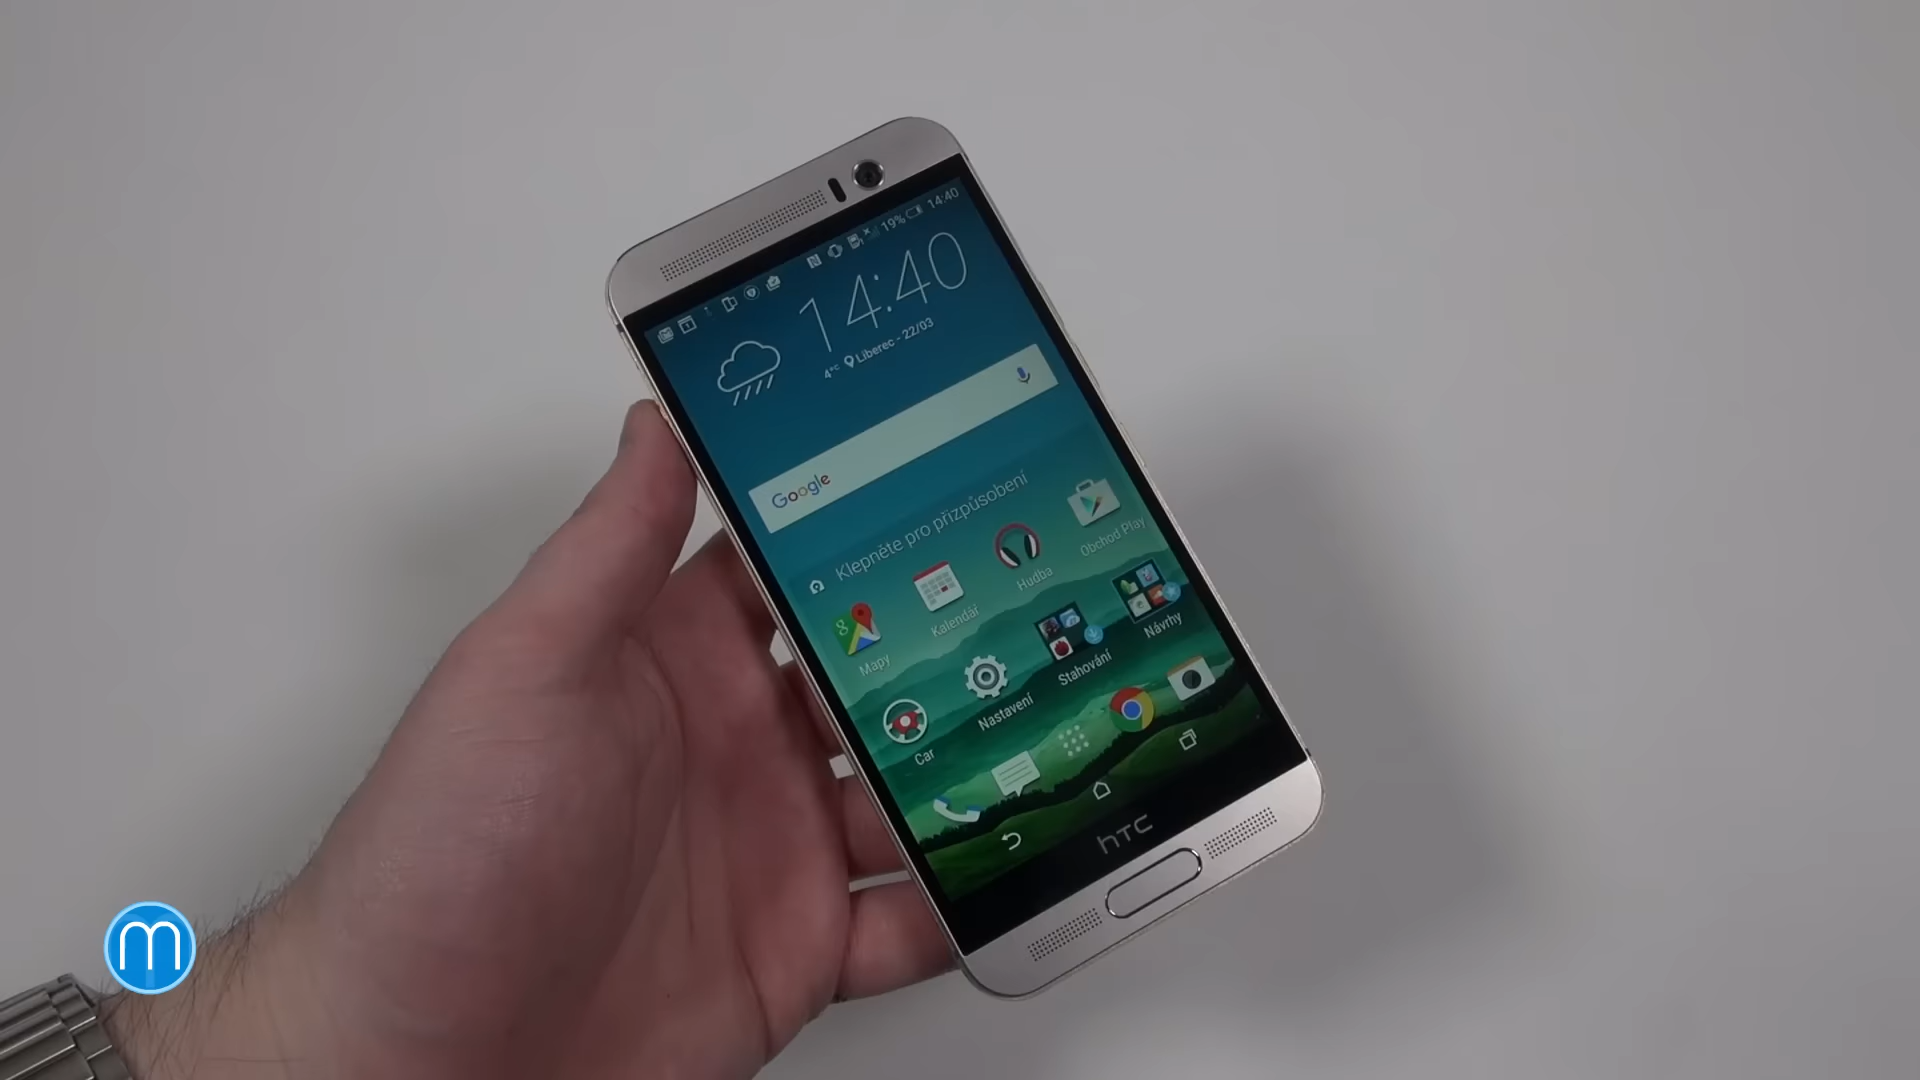 19% 14:40
14:40
4°C Liberec - 22/03
Google
Klepněte pro přizpůsobení
Mapy Kalendář Hudba Obchod Play
Car Nastavení Stahování Návrhy
hTC
m